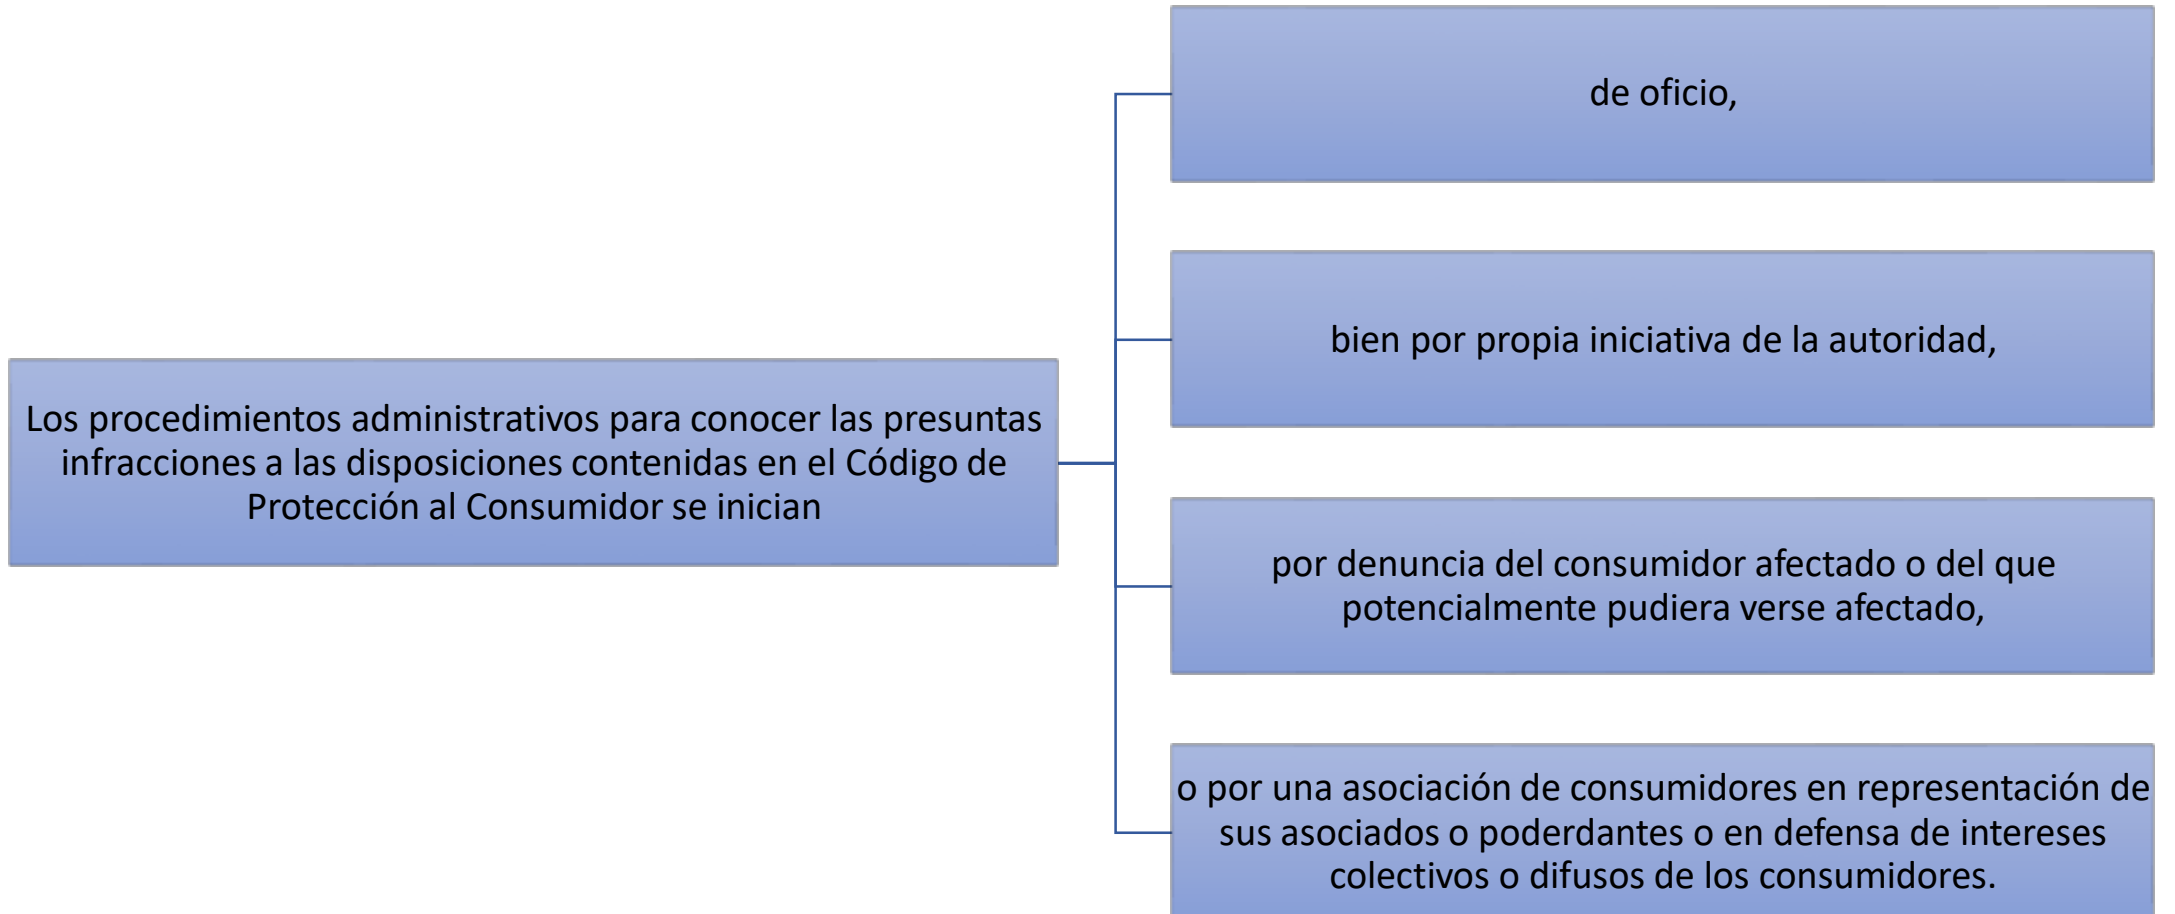 Los procedimientos administrativos para conocer las presuntas
infracciones a las disposiciones contenidas en el Código de
Protección al Consumidor se inician
de oficio,
bien por propia iniciativa de la autoridad,
por denuncia del consumidor afectado o del que
potencialmente pudiera verse afectado,
o por una asociación de consumidores en representación de
sus asociados o poderdantes o en defensa de intereses
colectivos o difusos de los consumidores.